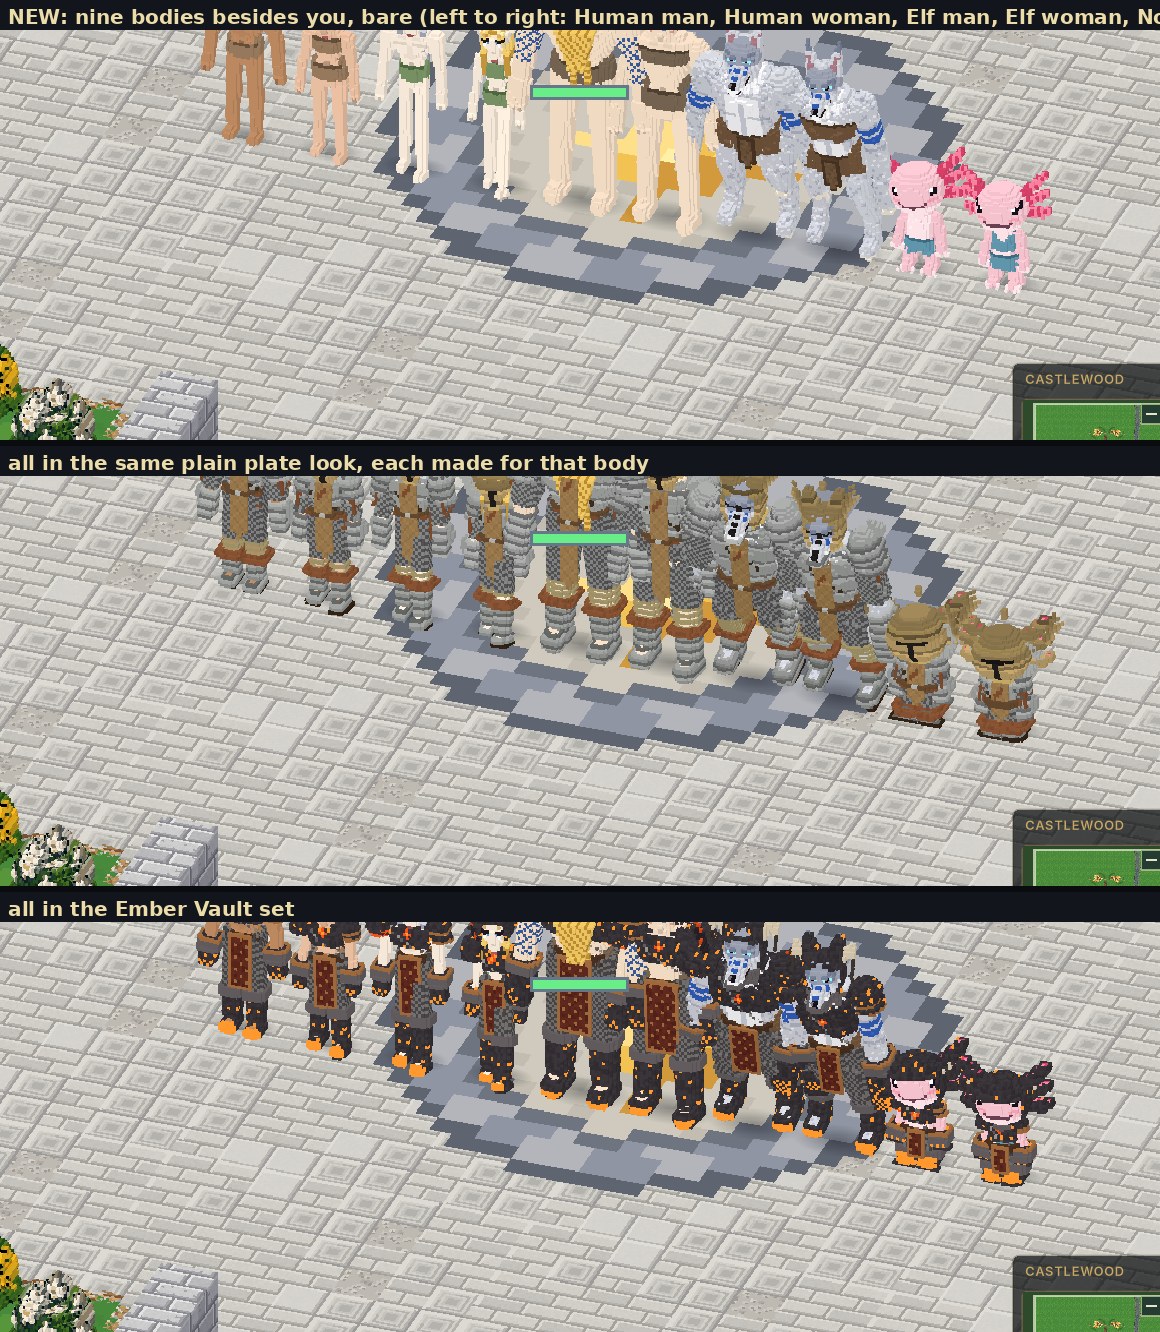 NEW: nine bodies besides you, bare (left to right: Human man, Human woman, Elf man, Elf woman, No
CASTLEWOOD
all in the same plain plate look, each made for that body
CASTLEWOOD
all in the Ember Vault set
CASTLEWOOD